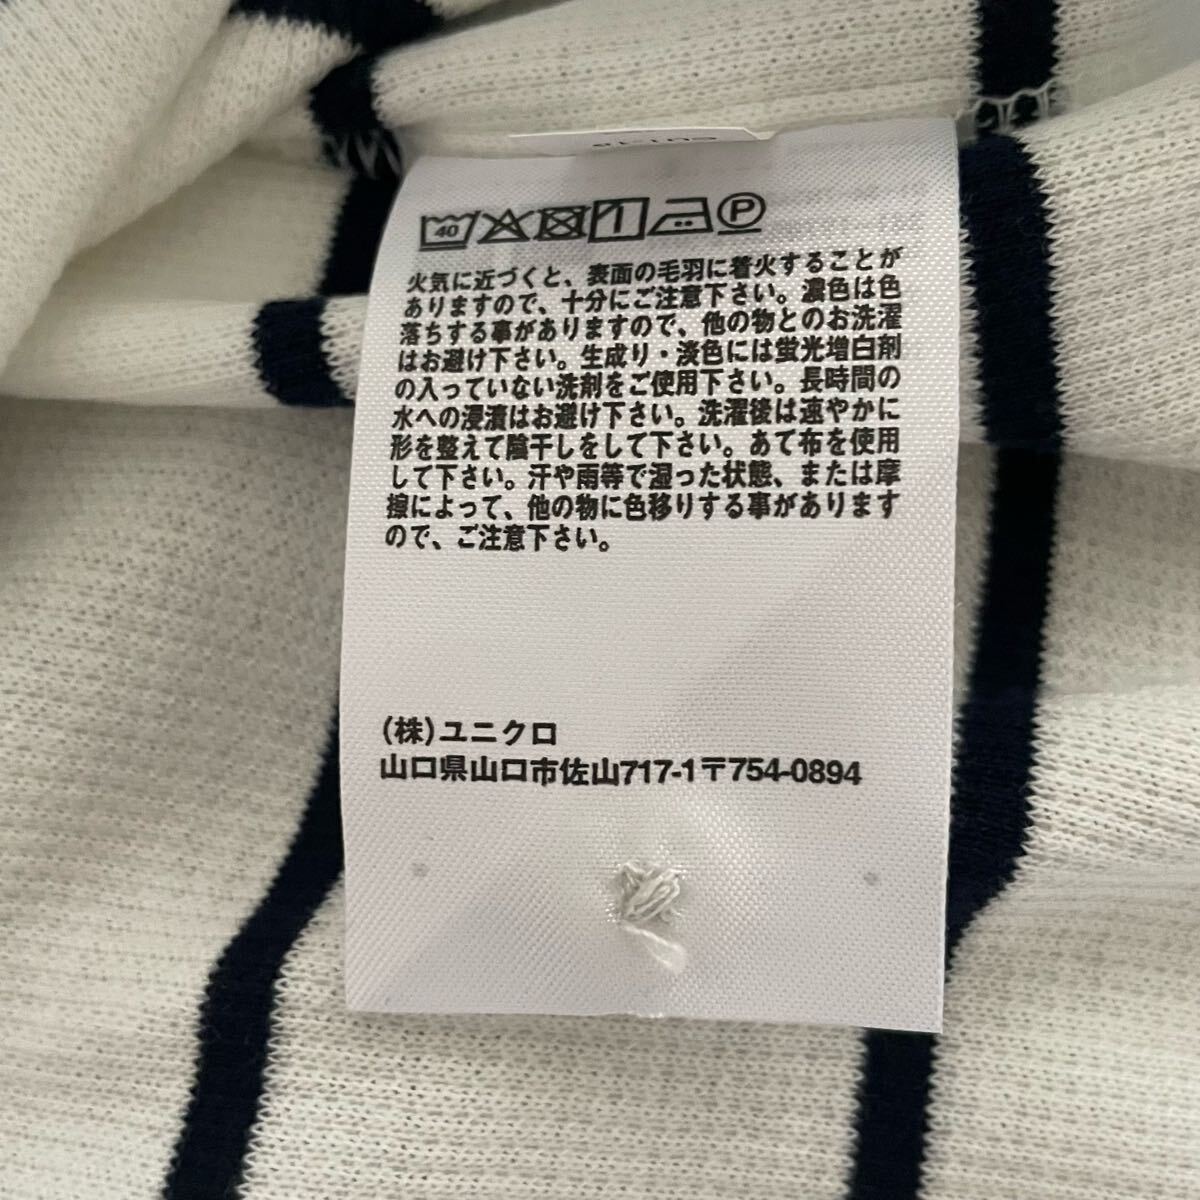 40 P
火気に近づくと、表面の毛羽に着火することが
ありますので、十分にご注意下さい。濃色は色
落ちする事がありますので、他の物とのお洗濯
はお避け下さい。生成り・淡色には蛍光増白剤
の入っていない洗剤をご使用下さい。長時間の
水への浸漬はお避け下さい。洗濯後は速やかに
形を整えて陰干しをして下さい。あて布を使用
して下さい。汗や雨等で湿った状態、または摩
擦によって、他の物に色移りする事があります
ので、ご注意下さい。
(株)ユニクロ
山口県山口市佐山717-1〒754-0894